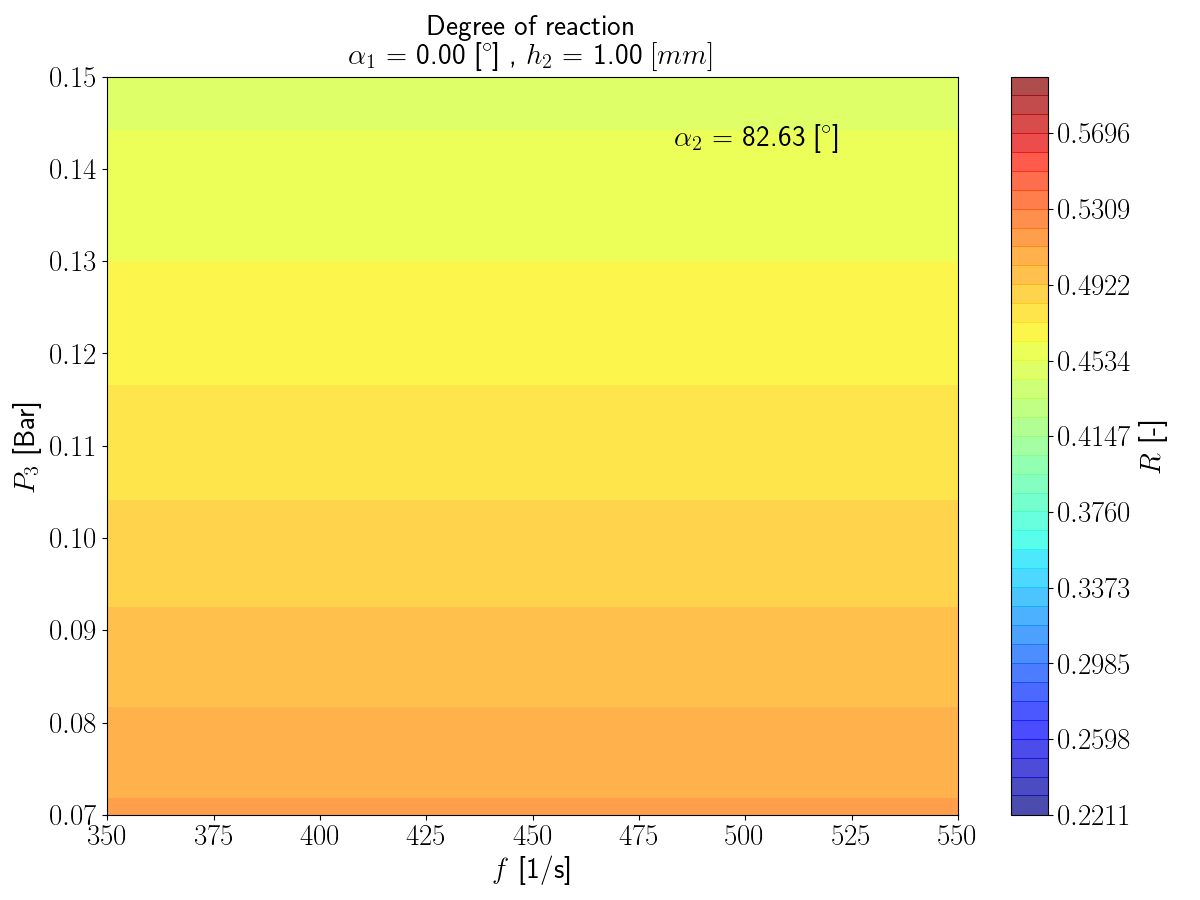 Degree of reaction
α₁ = 0.00 [°] , h₂ = 1.00 [mm]
α₂ = 82.63 [°]
0.15
0.14
0.13
0.12
0.11
0.10
0.09
0.08
0.07
P₃ [Bar]
350 375 400 425 450 475 500 525 550
f [1/s]
0.5696
0.5309
0.4922
0.4534
0.4147
0.3760
0.3373
0.2985
0.2598
0.2211
R [-]